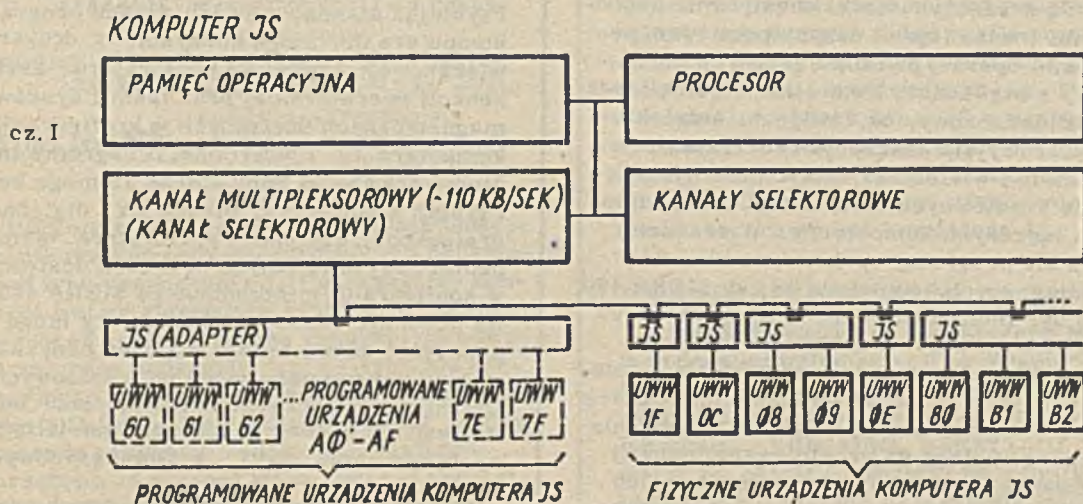 KOMPUTER JS
PAMIĘĆ OPERACYJNA
PROCESOR
cz. I
KANAŁ MULTIPLEKSOROWY (~110 KB/SEK)
(KANAŁ SELEKTOROWY)
KANAŁY SELEKTOROWE
JS (ADAPTER)
JS JS JS JS JS
UWW 60
UWW 61
UWW 62
...PROGRAMOWANE
URZĄDZENIA
AΦ-AF
UWW 7E
UWW 7F
UWW 1F
UWW 0C
UWW Ø8
UWW Ø9
UWW ØE
UWW BØ
UWW B1
UWW B2
PROGRAMOWANE URZĄDZENIA KOMPUTERA JS
FIZYCZNE URZĄDZENIA KOMPUTERA JS